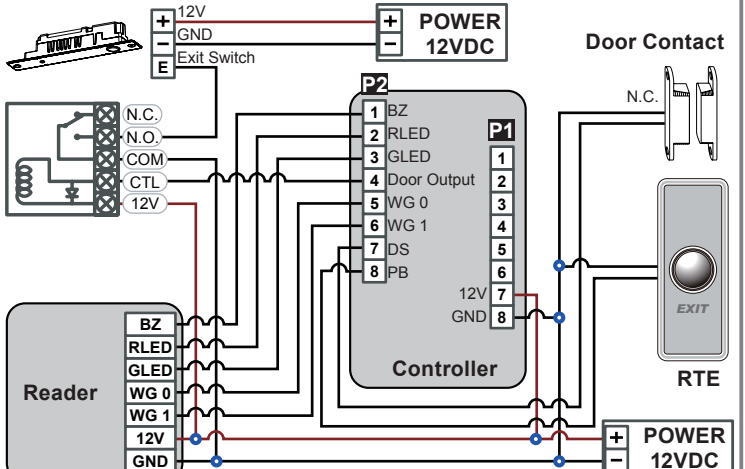 + 12V
- GND
E Exit Switch
+ POWER
- 12VDC
Door Contact
N.C.
N.C.
N.O.
COM
CTL
12V
P2
1 BZ
2 RLED
3 GLED
4 Door Output
5 WG 0
6 WG 1
7 DS
8 PB
P1
1
2
3
4
5
6
12V 7
GND 8
Controller
EXIT
RTE
Reader
BZ
RLED
GLED
WG 0
WG 1
12V
GND
+ POWER
- 12VDC